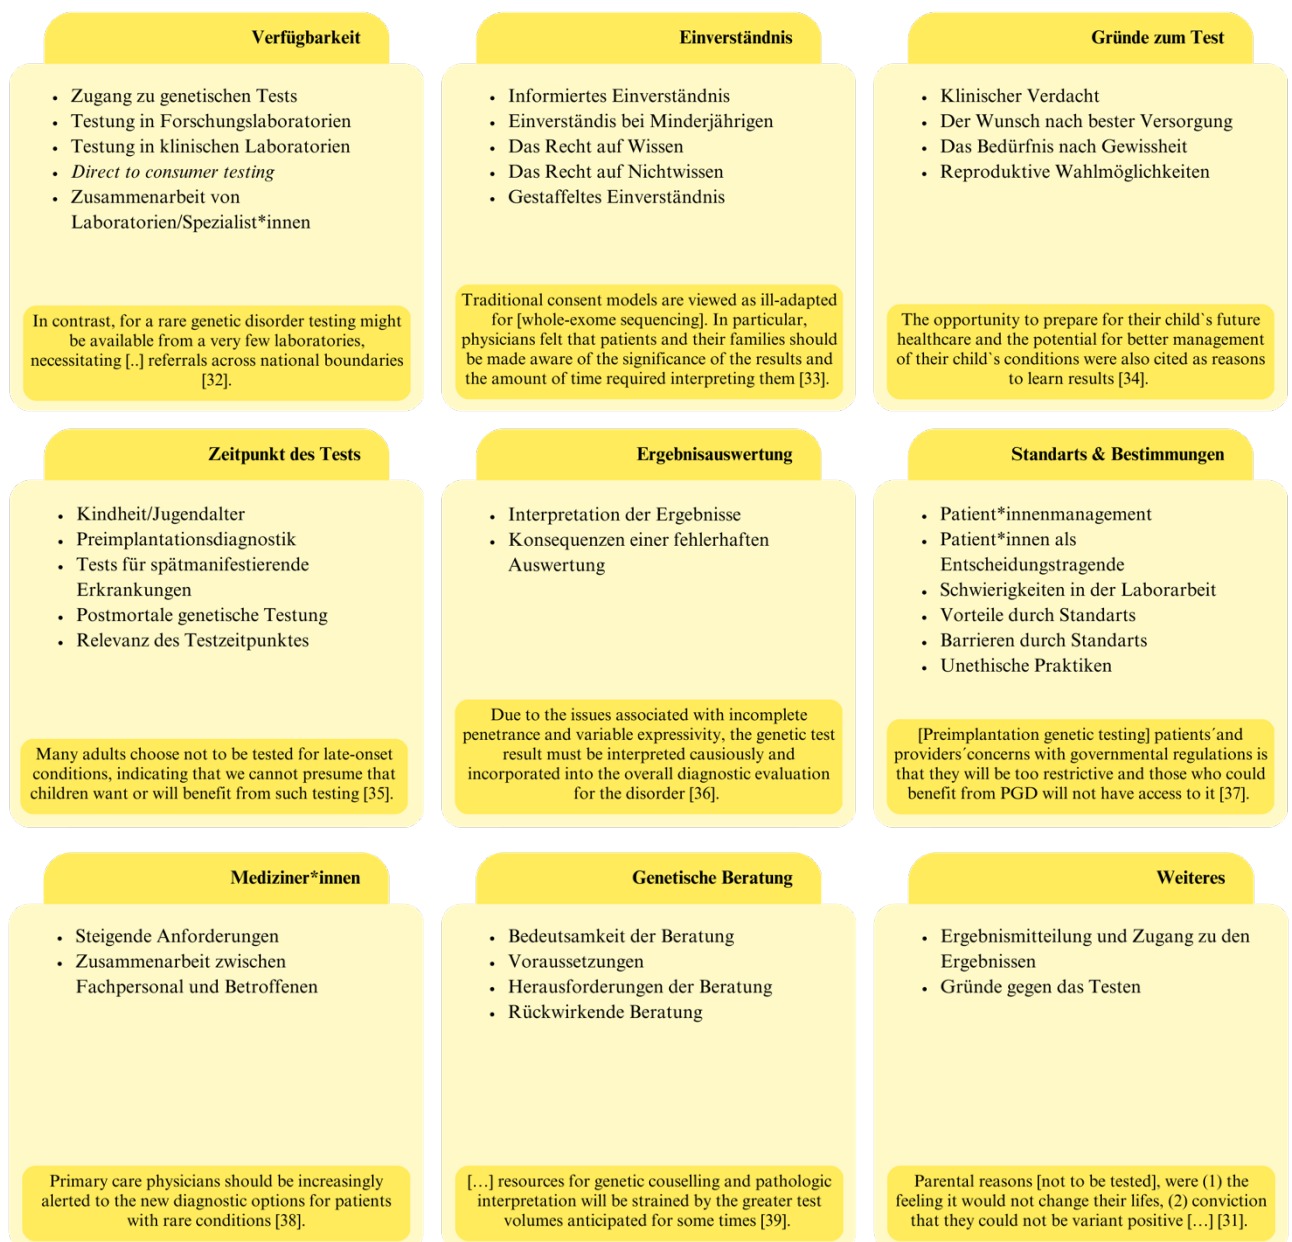 Verfügbarkeit
• Zugang zu genetischen Tests
• Testung in Forschungslaboratorien
• Testung in klinischen Laboratorien
• Direct to consumer testing
• Zusammenarbeit von
Laboratorien/Spezialist*innen
In contrast, for a rare genetic disorder testing might
be available from a very few laboratories,
necessitating [..] referrals across national boundaries
[32].
Einverständnis
• Informiertes Einverständnis
• Einverständis bei Minderjährigen
• Das Recht auf Wissen
• Das Recht auf Nichtwissen
• Gestaffeltes Einverständnis
Traditional consent models are viewed as ill-adapted
for [whole-exome sequencing]. In particular,
physicians felt that patients and their families should
be made aware of the significance of the results and
the amount of time required interpreting them [33].
Gründe zum Test
• Klinischer Verdacht
• Der Wunsch nach bester Versorgung
• Das Bedürfnis nach Gewissheit
• Reproduktive Wahlmöglichkeiten
The opportunity to prepare for their child`s future
healthcare and the potential for better management
of their child`s conditions were also cited as reasons
to learn results [34].
Zeitpunkt des Tests
• Kindheit/Jugendalter
• Preimplantationsdiagnostik
• Tests für spätmanifestierende
Erkrankungen
• Postmortale genetische Testung
• Relevanz des Testzeitpunktes
Many adults choose not to be tested for late-onset
conditions, indicating that we cannot presume that
children want or will benefit from such testing [35].
Ergebnisauswertung
• Interpretation der Ergebnisse
• Konsequenzen einer fehlerhaften
Auswertung
Due to the issues associated with incomplete
penetrance and variable expressivity, the genetic test
result must be interpreted causiously and
incorporated into the overall diagnostic evaluation
for the disorder [36].
Standarts & Bestimmungen
• Patient*innenmanagement
• Patient*innen als
Entscheidungstragende
• Schwierigkeiten in der Laborarbeit
• Vorteile durch Standarts
• Barrieren durch Standarts
• Unethische Praktiken
[Preimplantation genetic testing] patients´and
providers´concerns with governmental regulations is
that they will be too restrictive and those who could
benefit from PGD will not have access to it [37].
Mediziner*innen
• Steigende Anforderungen
• Zusammenarbeit zwischen
Fachpersonal und Betroffenen
Primary care physicians should be increasingly
alerted to the new diagnostic options for patients
with rare conditions [38].
Genetische Beratung
• Bedeutsamkeit der Beratung
• Voraussetzungen
• Herausforderungen der Beratung
• Rückwirkende Beratung
[…] resources for genetic couselling and pathologic
interpretation will be strained by the greater test
volumes anticipated for some times [39].
Weiteres
• Ergebnismitteilung und Zugang zu den
Ergebnissen
• Gründe gegen das Testen
Parental reasons [not to be tested], were (1) the
feeling it would not change their lifes, (2) conviction
that they could not be variant positive […] [31].